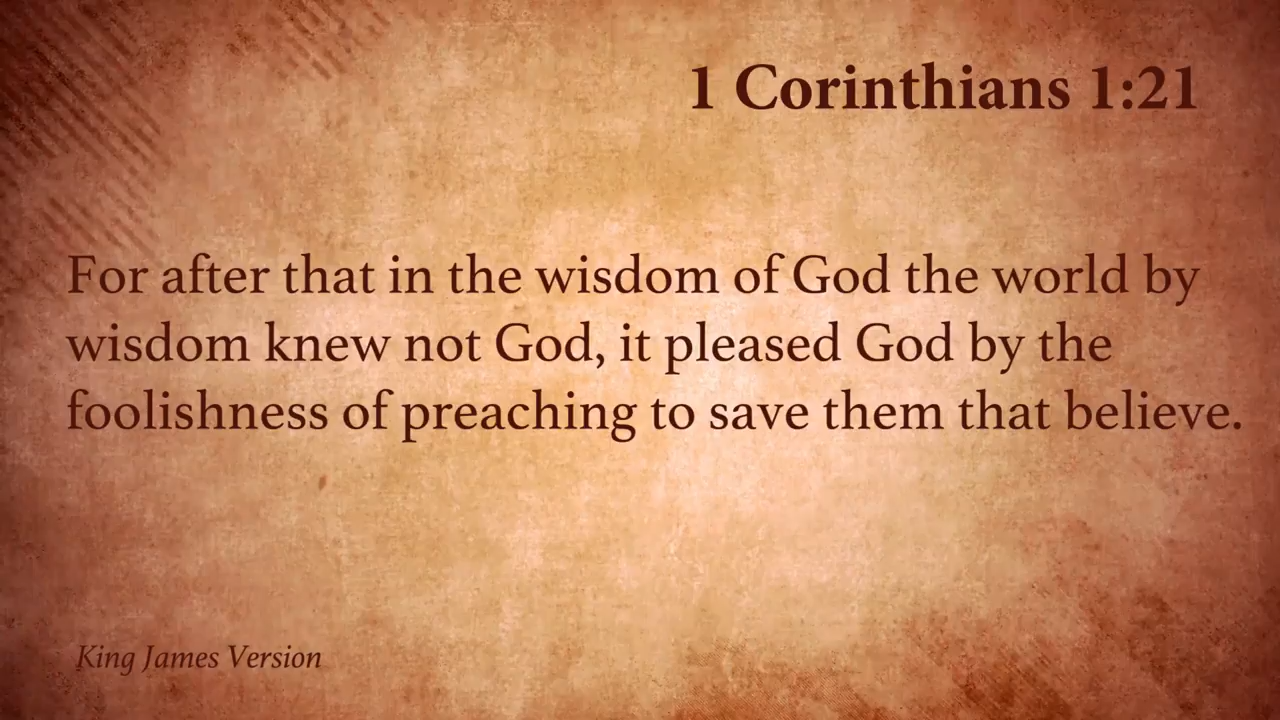 1 Corinthians 1:21
For after that in the wisdom of God the world by
wisdom knew not God, it pleased God by the
foolishness of preaching to save them that believe.
King James Version